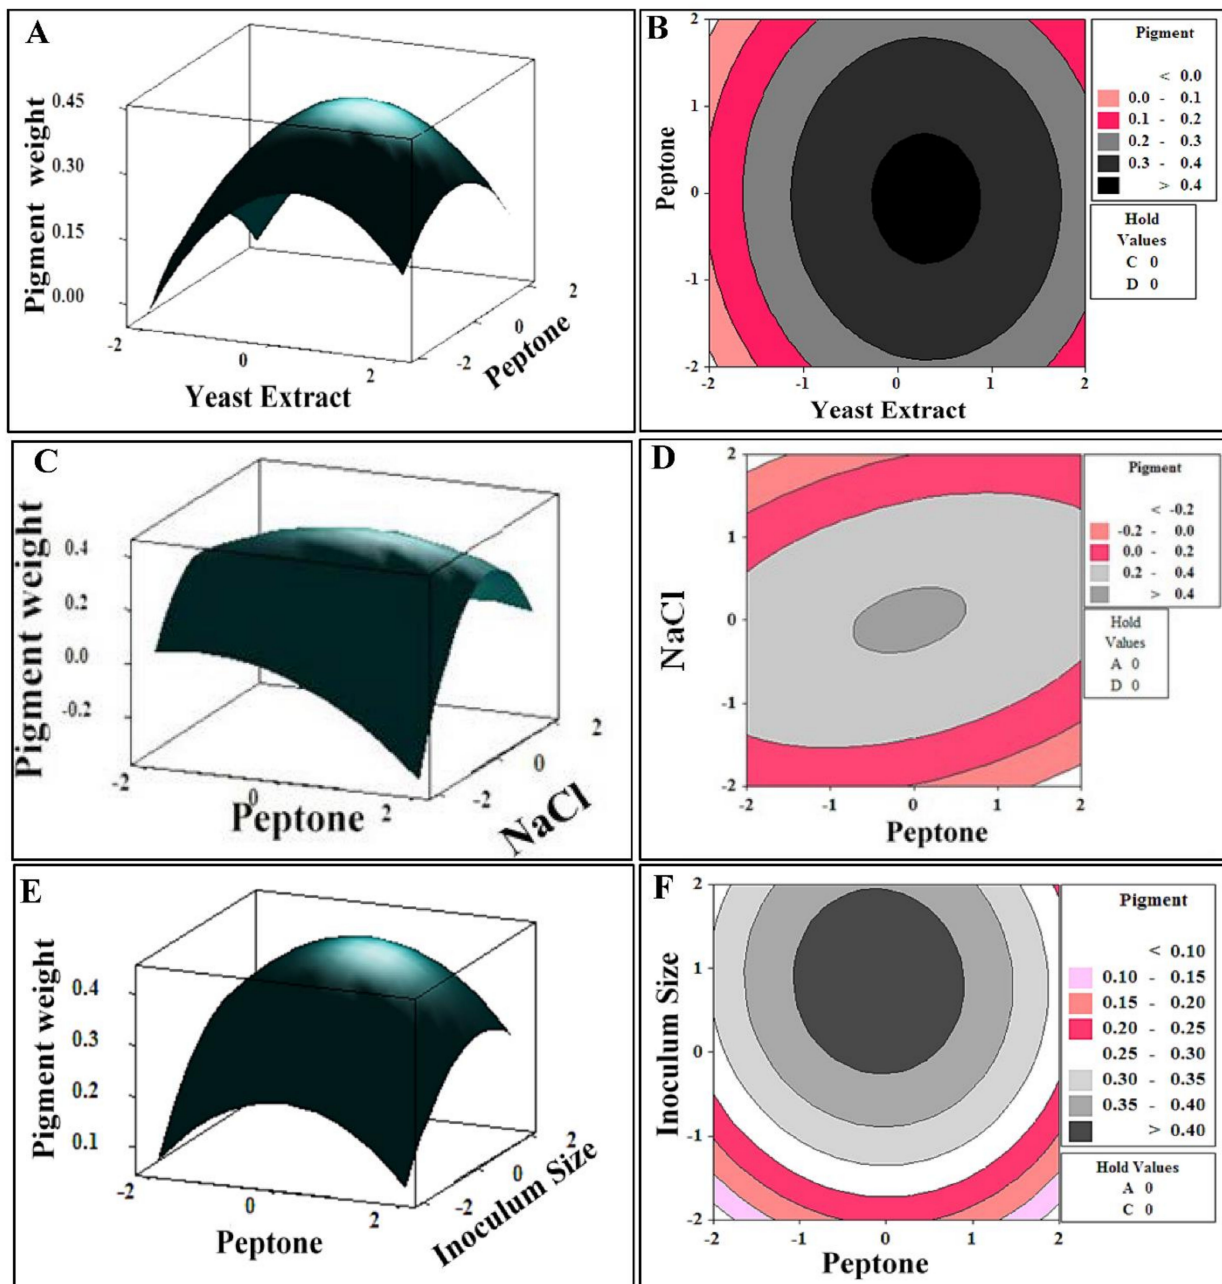 A
Pigment weight
0.45
0.30
0.15
0.00
-2
0
2
Yeast Extract
-2
0
2
Peptone
B
Peptone
2
1
0
-1
-2
-2
-1
0
1
2
Yeast Extract
Pigment
< 0.0
0.0 - 0.1
0.1 - 0.2
0.2 - 0.3
0.3 - 0.4
> 0.4
Hold
Values
C 0
D 0
C
Pigment weight
0.4
0.2
0.0
-0.2
-2
0
2
Peptone
-2
0
2
NaCl
D
NaCl
2
1
0
-1
-2
-2
-1
0
1
2
Peptone
Pigment
< -0.2
-0.2 - 0.0
0.0 - 0.2
0.2 - 0.4
> 0.4
Hold
Values
A 0
D 0
E
Pigment weight
0.4
0.3
0.2
0.1
-2
0
2
Peptone
-2
0
2
Inoculum Size
F
Inoculum Size
2
1
0
-1
-2
-2
-1
0
1
2
Peptone
Pigment
< 0.10
0.10 - 0.15
0.15 - 0.20
0.20 - 0.25
0.25 - 0.30
0.30 - 0.35
0.35 - 0.40
> 0.40
Hold Values
A 0
C 0